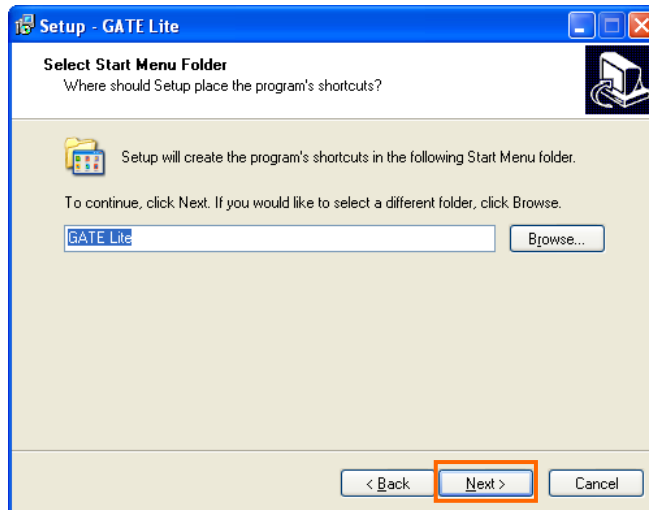 Setup - GATE Lite
Select Start Menu Folder
Where should Setup place the program's shortcuts?
Setup will create the program's shortcuts in the following Start Menu folder.
To continue, click Next. If you would like to select a different folder, click Browse.
GATE Lite
Browse...
< Back
Next >
Cancel